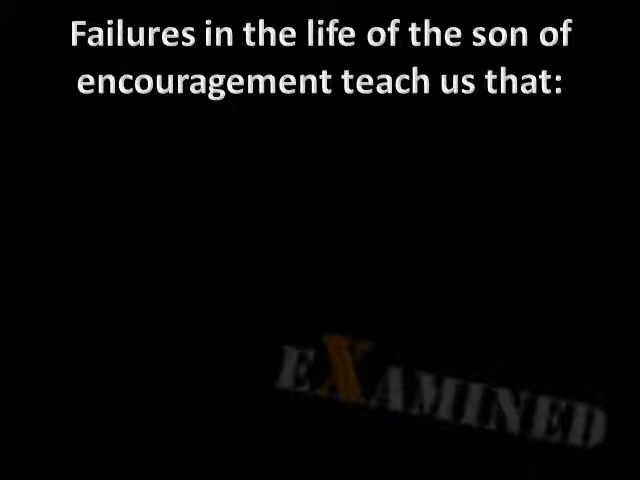 Failures in the life of the son of
encouragement teach us that:
EXAMINED